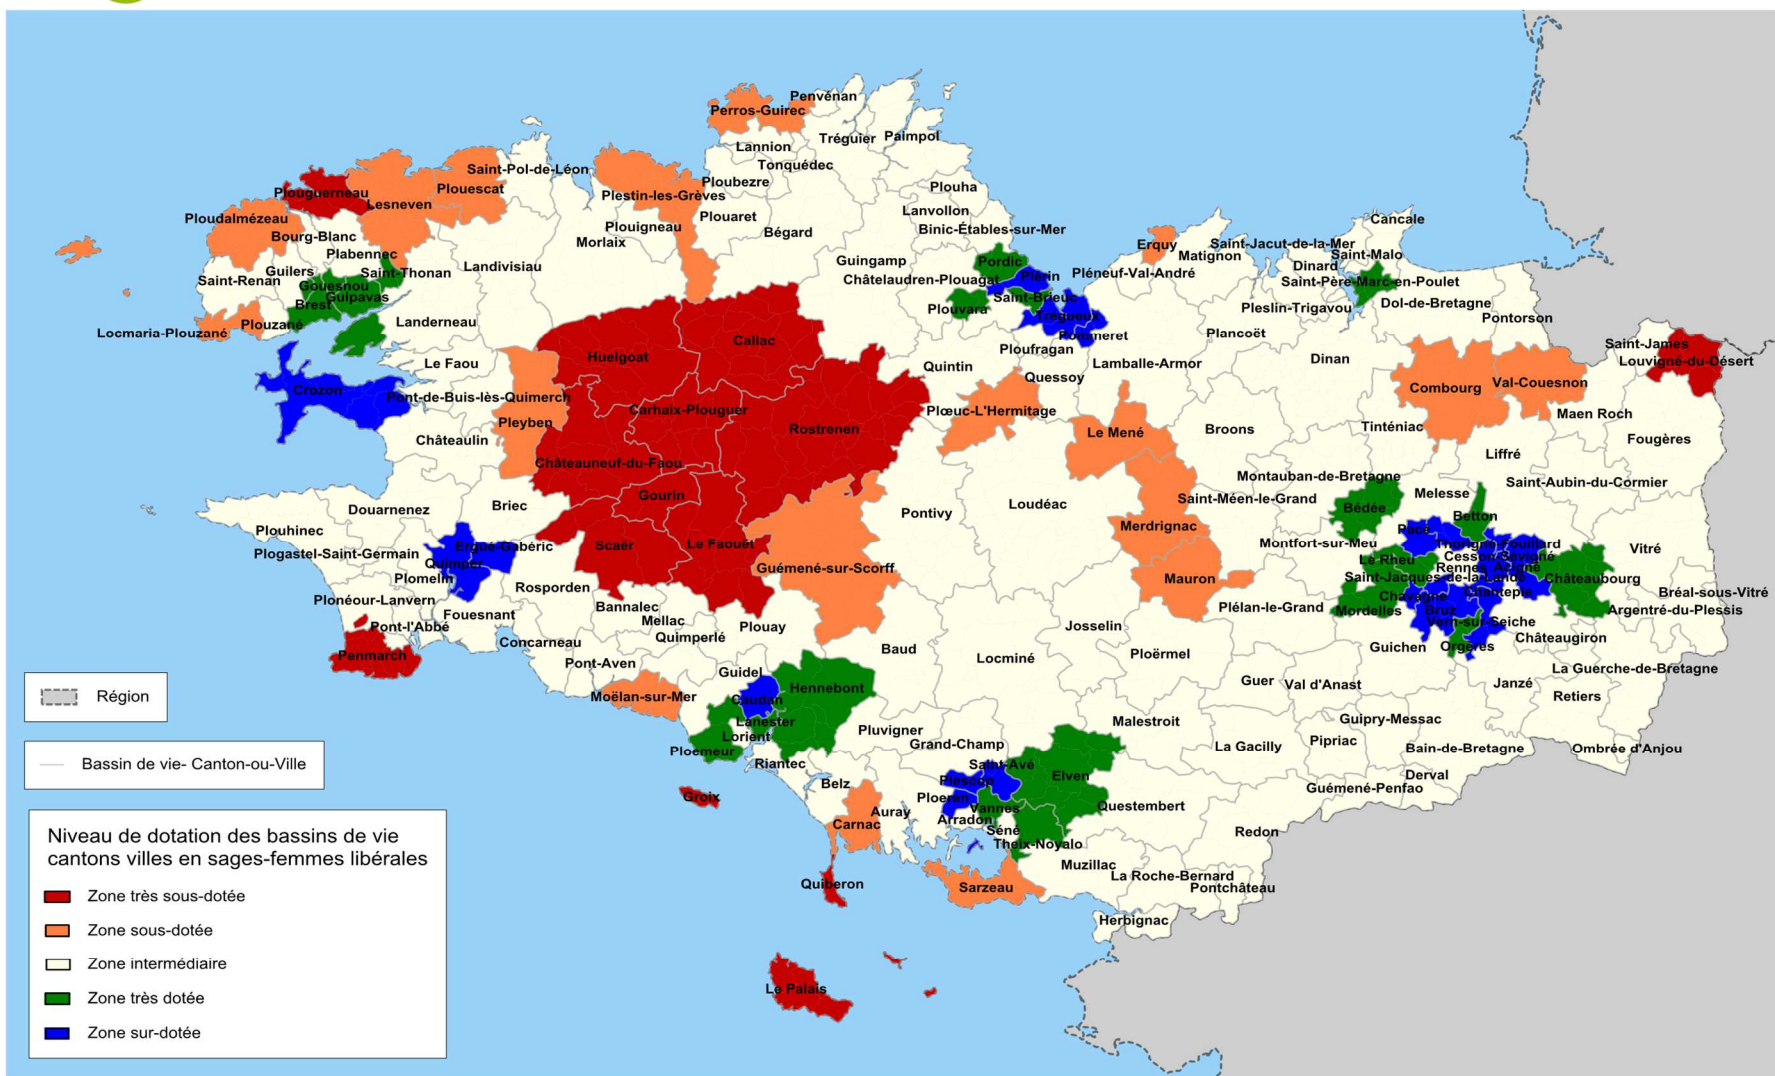 Penvénan
Perros-Guirec
Tréguier
Paimpol
Lannion
Tonquédec
Saint-Pol-de-Léon
Ploubezre
Plouescat
Plouguerneau
Plestin-les-Grèves
Plouha
Lesneven
Lanvollon
Ploudalmézeau
Plouaret
Cancale
Plouigneau
Binic-Étables-sur-Mer
Bégard
Bourg-Blanc
Morlaix
Erquy
Saint-Jacut-de-la-Mer
Plabennec
Matignon
Saint-Malo
Guingamp
Pordic
Landivisiau
Dinard
Guilers
Saint-Thonan
Pléneuf-Val-André
Saint-Renan
Châtelaudren-Plouagat
Plérin
Saint-Père-Marc-en-Poulet
Gouesnou
Guipavas
Saint-Brieuc
Brest
Plouvara
Pleslin-Trigavou
Dol-de-Bretagne
Trégueux
Pontorson
Landerneau
Plouzané
Locmaria-Plouzané
Pommeret
Plancoët
Callac
Saint-James
Ploufragan
Huelgoat
Dinan
Louvigné-du-Désert
Le Faou
Quintin
Lamballe-Armor
Quessoy
Val-Couesnon
Combourg
Crozon
Pont-de-Buis-lès-Quimerch
Carhaix-Plouguer
Plœuc-L'Hermitage
Maen Roch
Pleyben
Rostrenen
Le Mené
Broons
Tinténiac
Châteaulin
Fougères
Liffré
Châteauneuf-du-Faou
Montauban-de-Bretagne
Saint-Aubin-du-Cormier
Gourin
Saint-Méen-le-Grand
Melesse
Loudéac
Briec
Douarnenez
Pontivy
Bédée
Betton
Merdrignac
Plouhinec
Pacé
Montfort-sur-Meu
Thorigné-Fouillard
Ergué-Gabéric
Scaër
Le Faouët
Vitré
Plogastel-Saint-Germain
Cesson-Sévigné
Le Rheu
Quimper
Guémené-sur-Scorff
Rennes
Acigné
Plomelin
Mauron
Saint-Jacques-de-la-Lande
Châteaubourg
Rosporden
Chantepie
Bréal-sous-Vitré
Chavagne
Plonéour-Lanvern
Bannalec
Plélan-le-Grand
Mordelles
Bruz
Argentré-du-Plessis
Fouesnant
Mellac
Vern-sur-Seiche
Pont-l'Abbé
Plouay
Josselin
Quimperlé
Châteaugiron
Concarneau
Guichen
Orgères
Baud
Penmarch
Locminé
Ploërmel
Pont-Aven
La Guerche-de-Bretagne
Guidel
Guer
Val d'Anast
Janzé
Hennebont
Moëlan-sur-Mer
Retiers
Région
Caudan
Lanester
Malestroit
Guipry-Messac
Pluvigner
Lorient
Pipriac
Grand-Champ
La Gacilly
Ploemeur
Bain-de-Bretagne
Ombrée d'Anjou
Riantec
Saint-Avé
Bassin de vie- Canton-ou-Ville
Elven
Derval
Plescop
Belz
Guémené-Penfao
Groix
Ploeren
Questembert
Vannes
Auray
Arradon
Carnac
Séné
Redon
Theix-Noyalo
Muzillac
La Roche-Bernard
Quiberon
Sarzeau
Pontchâteau
Herbignac
Le Palais
Niveau de dotation des bassins de vie
cantons villes en sages-femmes libérales
Zone très sous-dotée
Zone sous-dotée
Zone intermédiaire
Zone très dotée
Zone sur-dotée